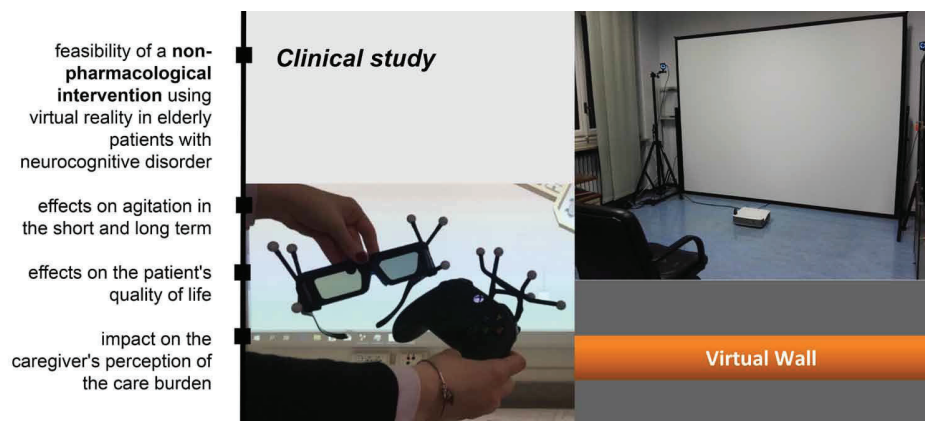 feasibility of a non-
pharmacological
intervention using
virtual reality in elderly
patients with
neurocognitive disorder
effects on agitation in
the short and long term
effects on the patient's
quality of life
impact on the
caregiver's perception of
the care burden
Clinical study
Virtual Wall